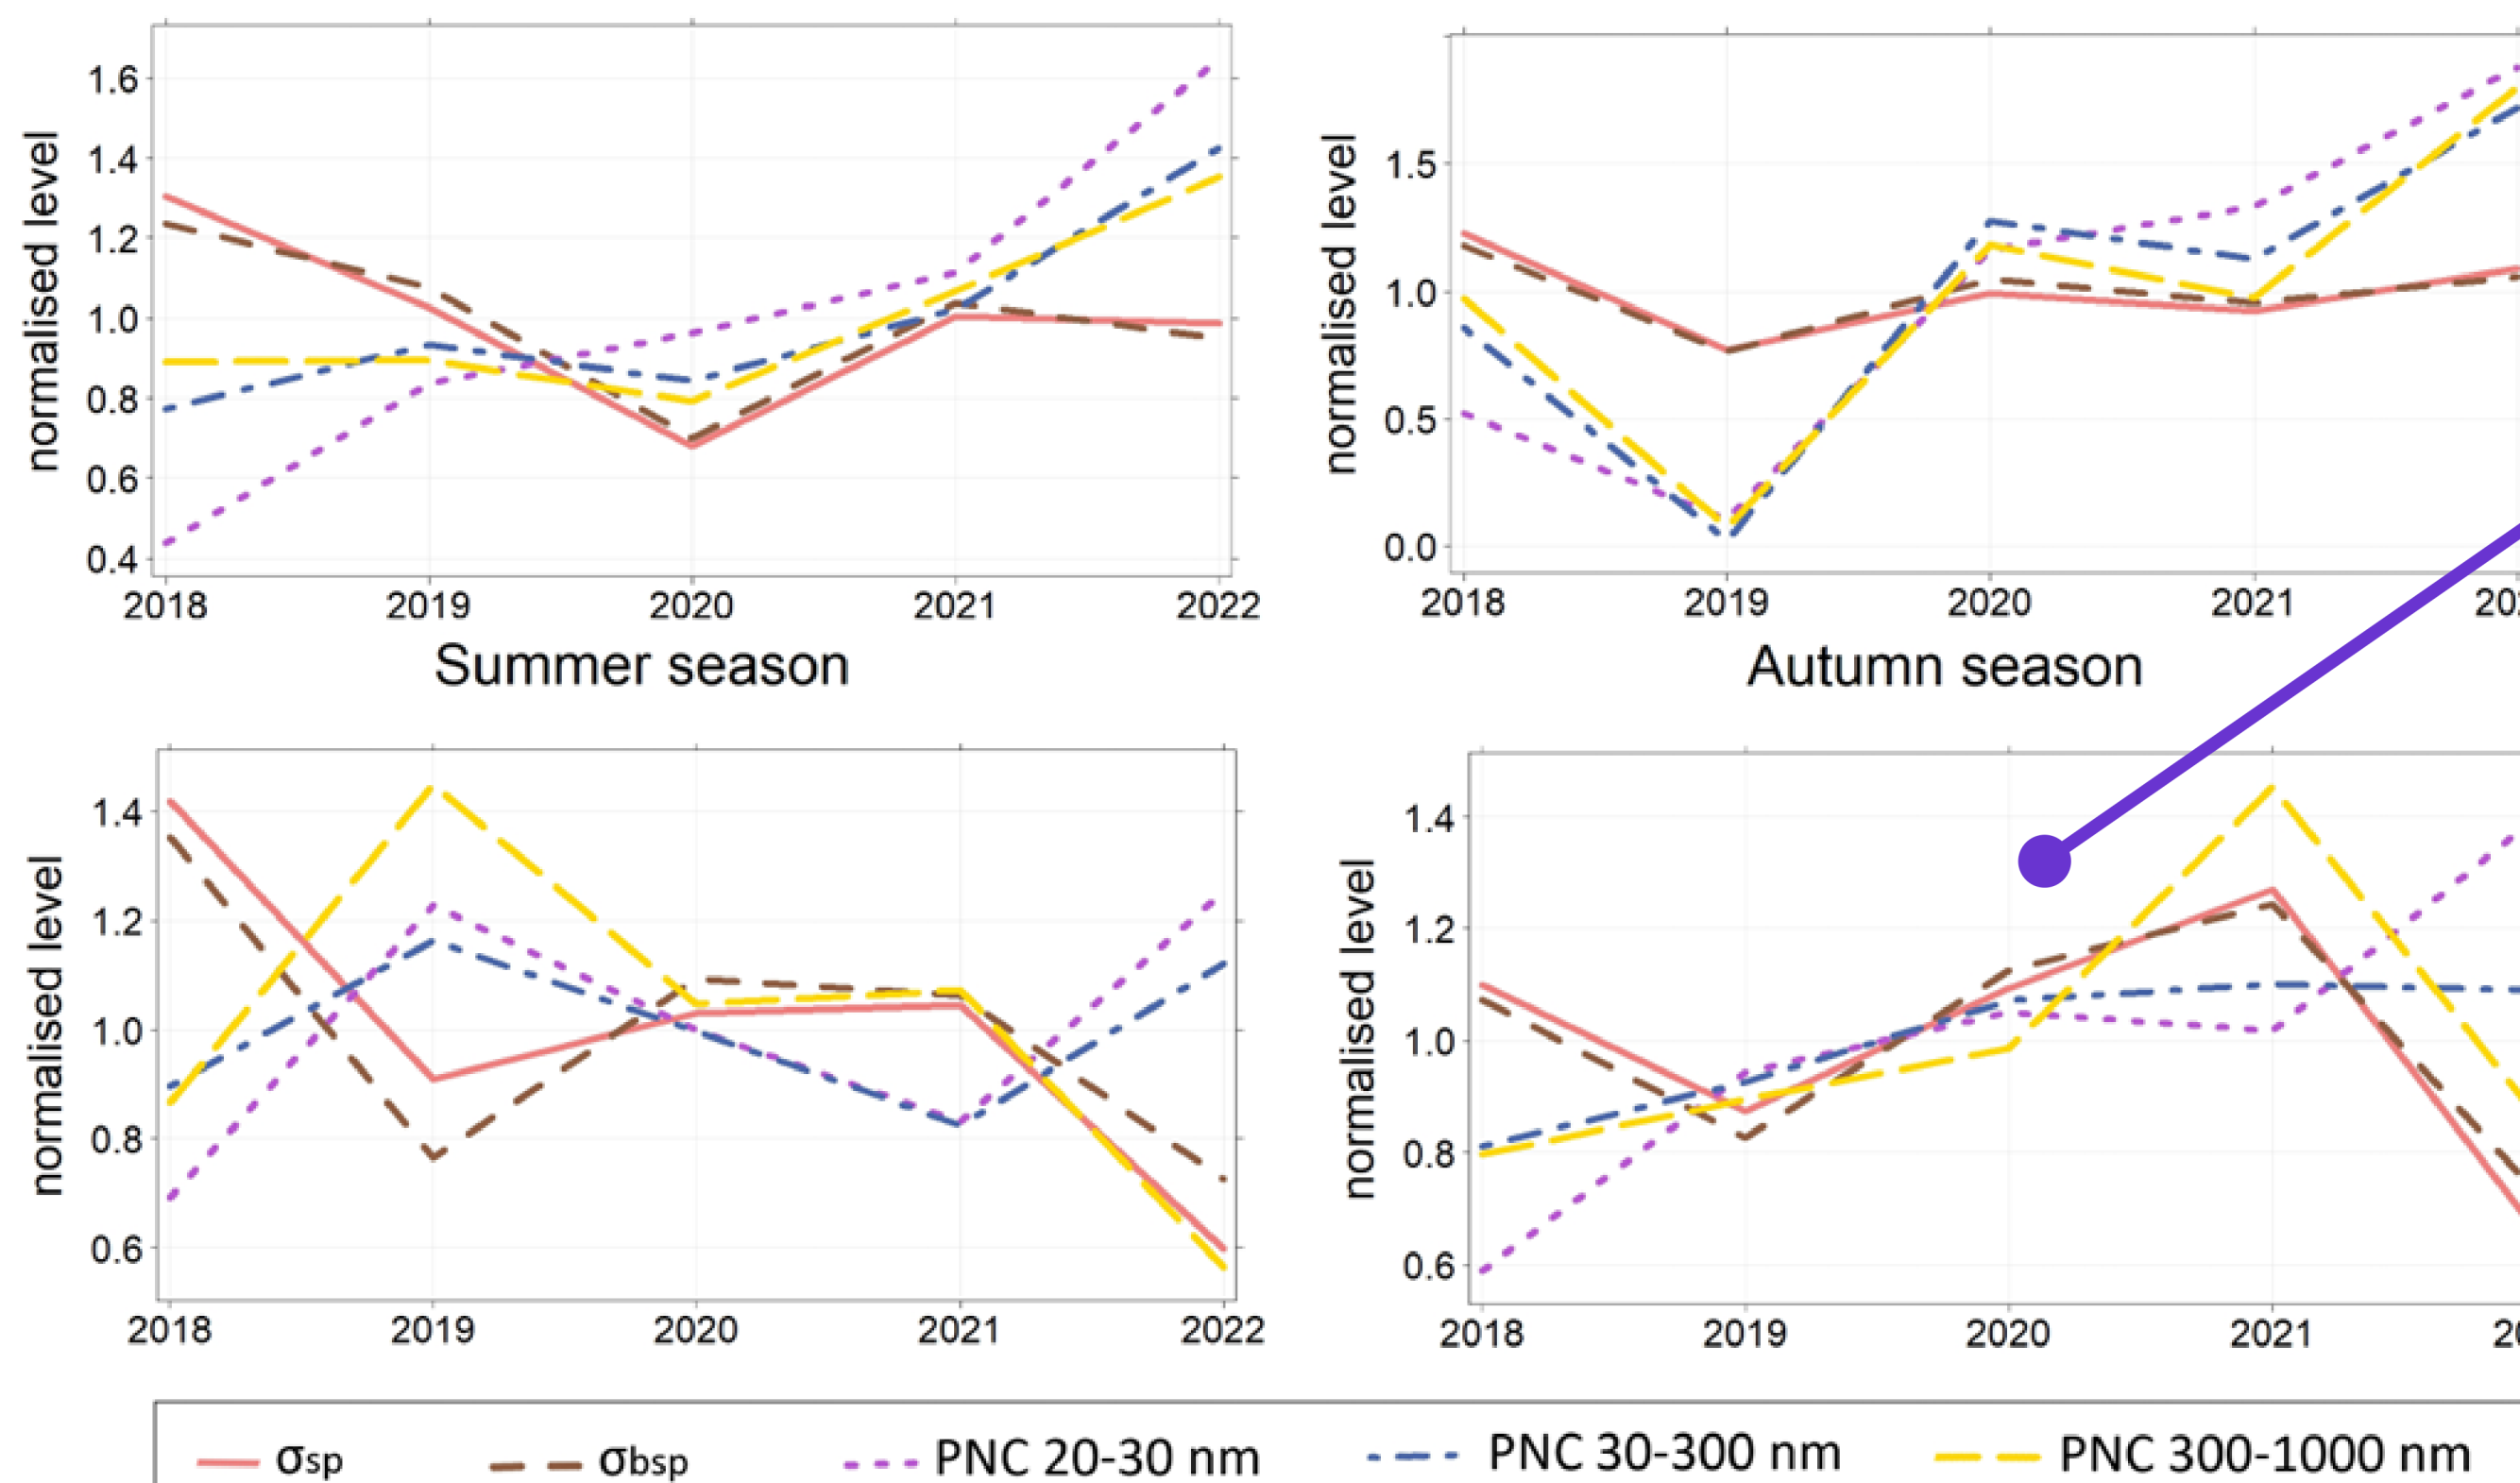 normalised level
1.6
1.4
1.2
1.0
0.8
0.6
0.4
2018 2019 2020 2021 2022
Summer season
normalised level
1.5
1.0
0.5
0.0
2018 2019 2020 2021
Autumn season
normalised level
1.4
1.2
1.0
0.8
0.6
2018 2019 2020 2021 2022
normalised level
1.4
1.2
1.0
0.8
0.6
2018 2019 2020 2021
σsp σbsp PNC 20-30 nm PNC 30-300 nm PNC 300-1000 nm